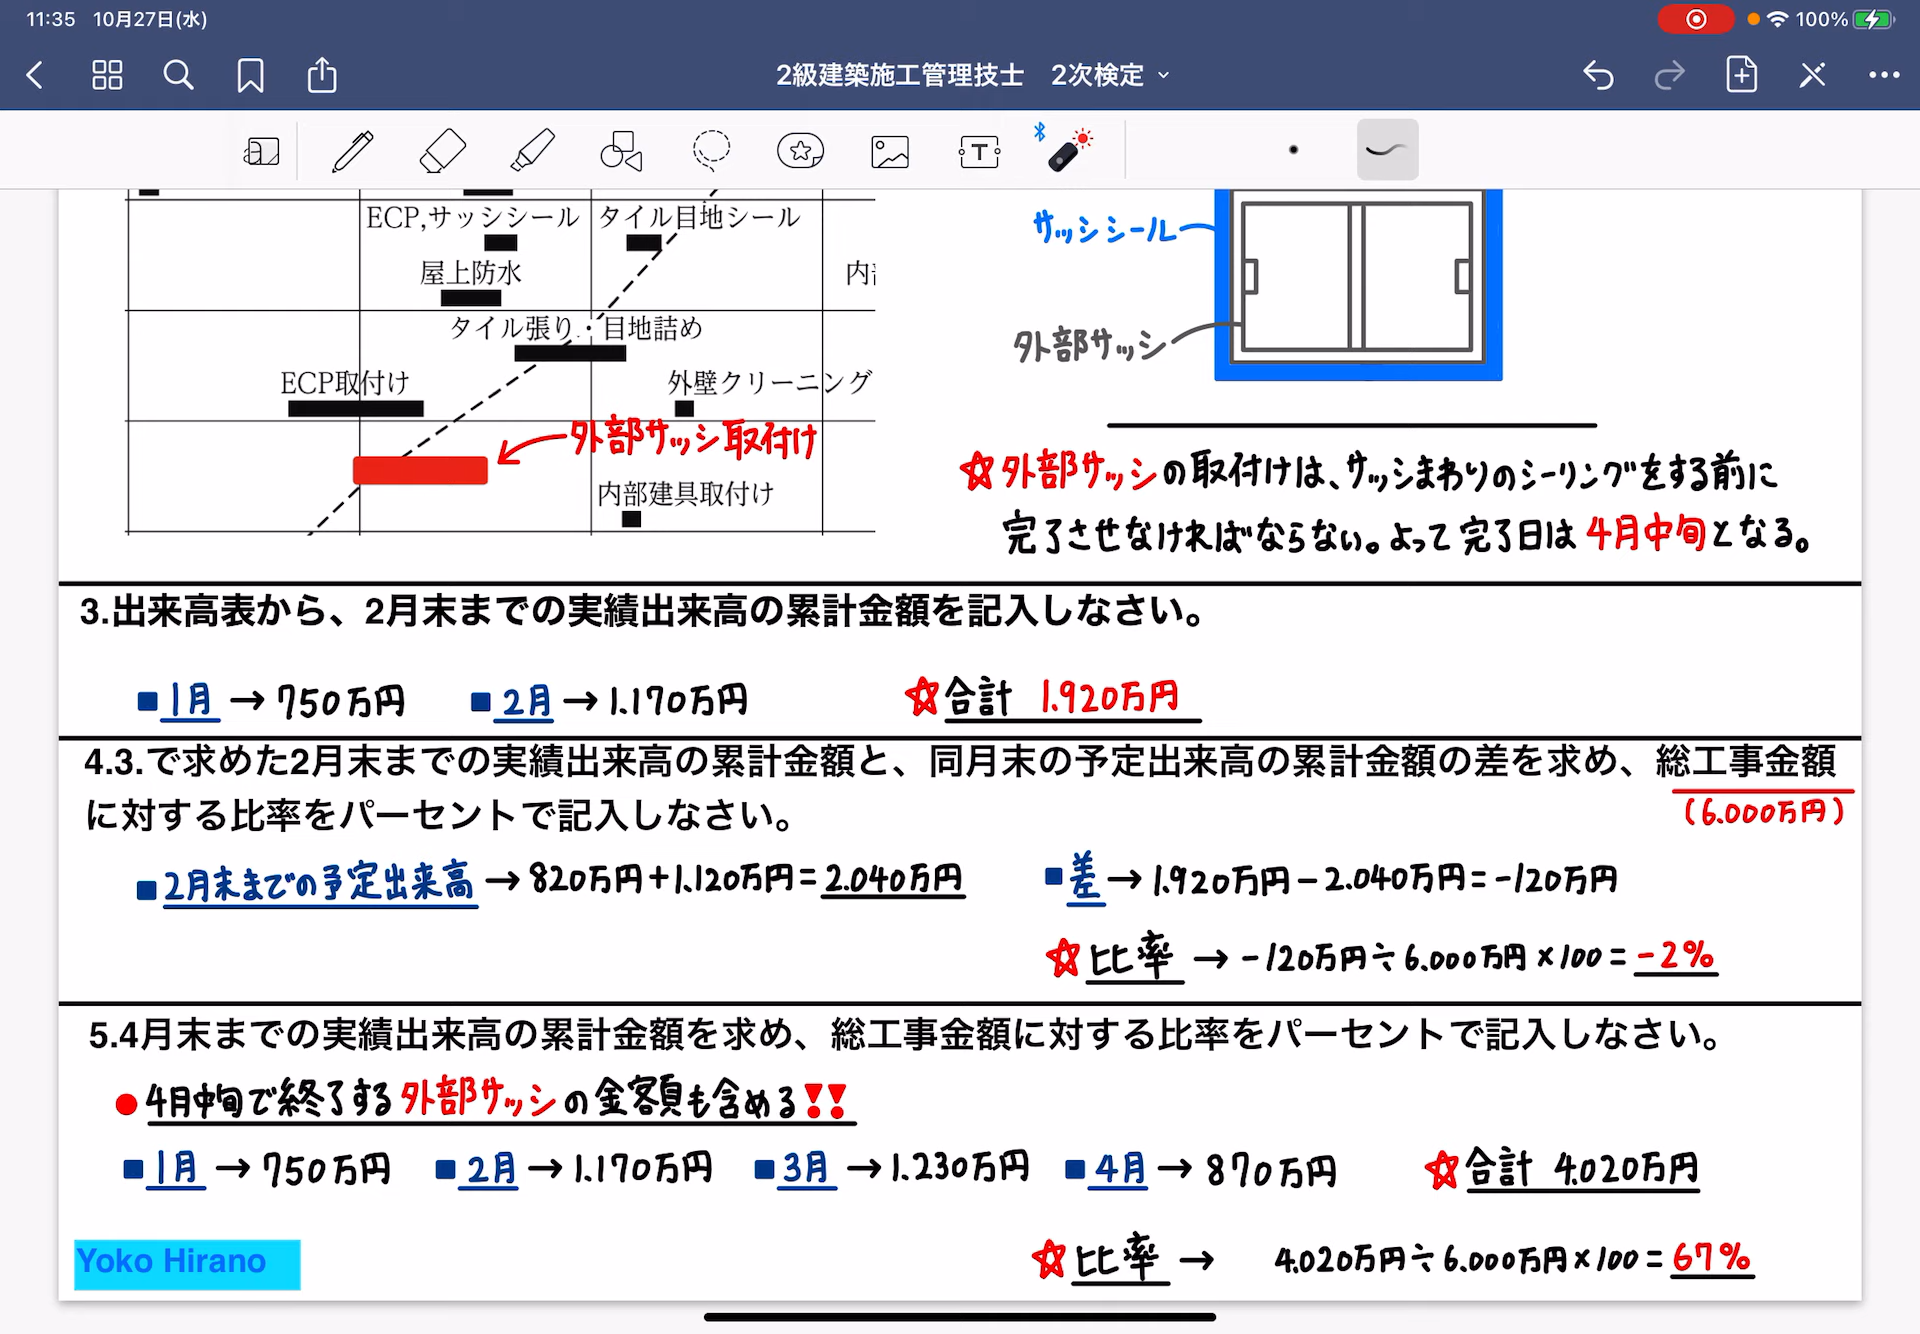 11:35 10月27日(水)
100%
2級建築施工管理技士 2次検定
ECP,サッシシール
タイル目地シール
屋上防水
タイル張り・目地詰め
ECP取付け
外壁クリーニング
外部サッシ取付け
内部建具取付け
サッシシール
外部サッシ
☆外部サッシの取付けは、サッシまわりのシーリングをする前に
完了させなければならない。よって完了日は4月中旬となる。
3.出来高表から、2月末までの実績出来高の累計金額を記入しなさい。
■1月→750万円 ■2月→1.170万円 ☆合計 1.920万円
4.3.で求めた2月末までの実績出来高の累計金額と、同月末の予定出来高の累計金額の差を求め、総工事金額
に対する比率をパーセントで記入しなさい。
(6.000万円)
■2月末までの予定出来高→820万円+1.120万円=2.040万円
■差→1.920万円-2.040万円=-120万円
☆比率→-120万円÷6.000万円×100=-2%
5.4月末までの実績出来高の累計金額を求め、総工事金額に対する比率をパーセントで記入しなさい。
●4月中旬で終了する外部サッシの金額も含める!!
■1月→750万円 ■2月→1.170万円 ■3月→1.230万円 ■4月→870万円 ☆合計 4.020万円
☆比率→ 4.020万円÷6.000万円×100=67%
Yoko Hirano